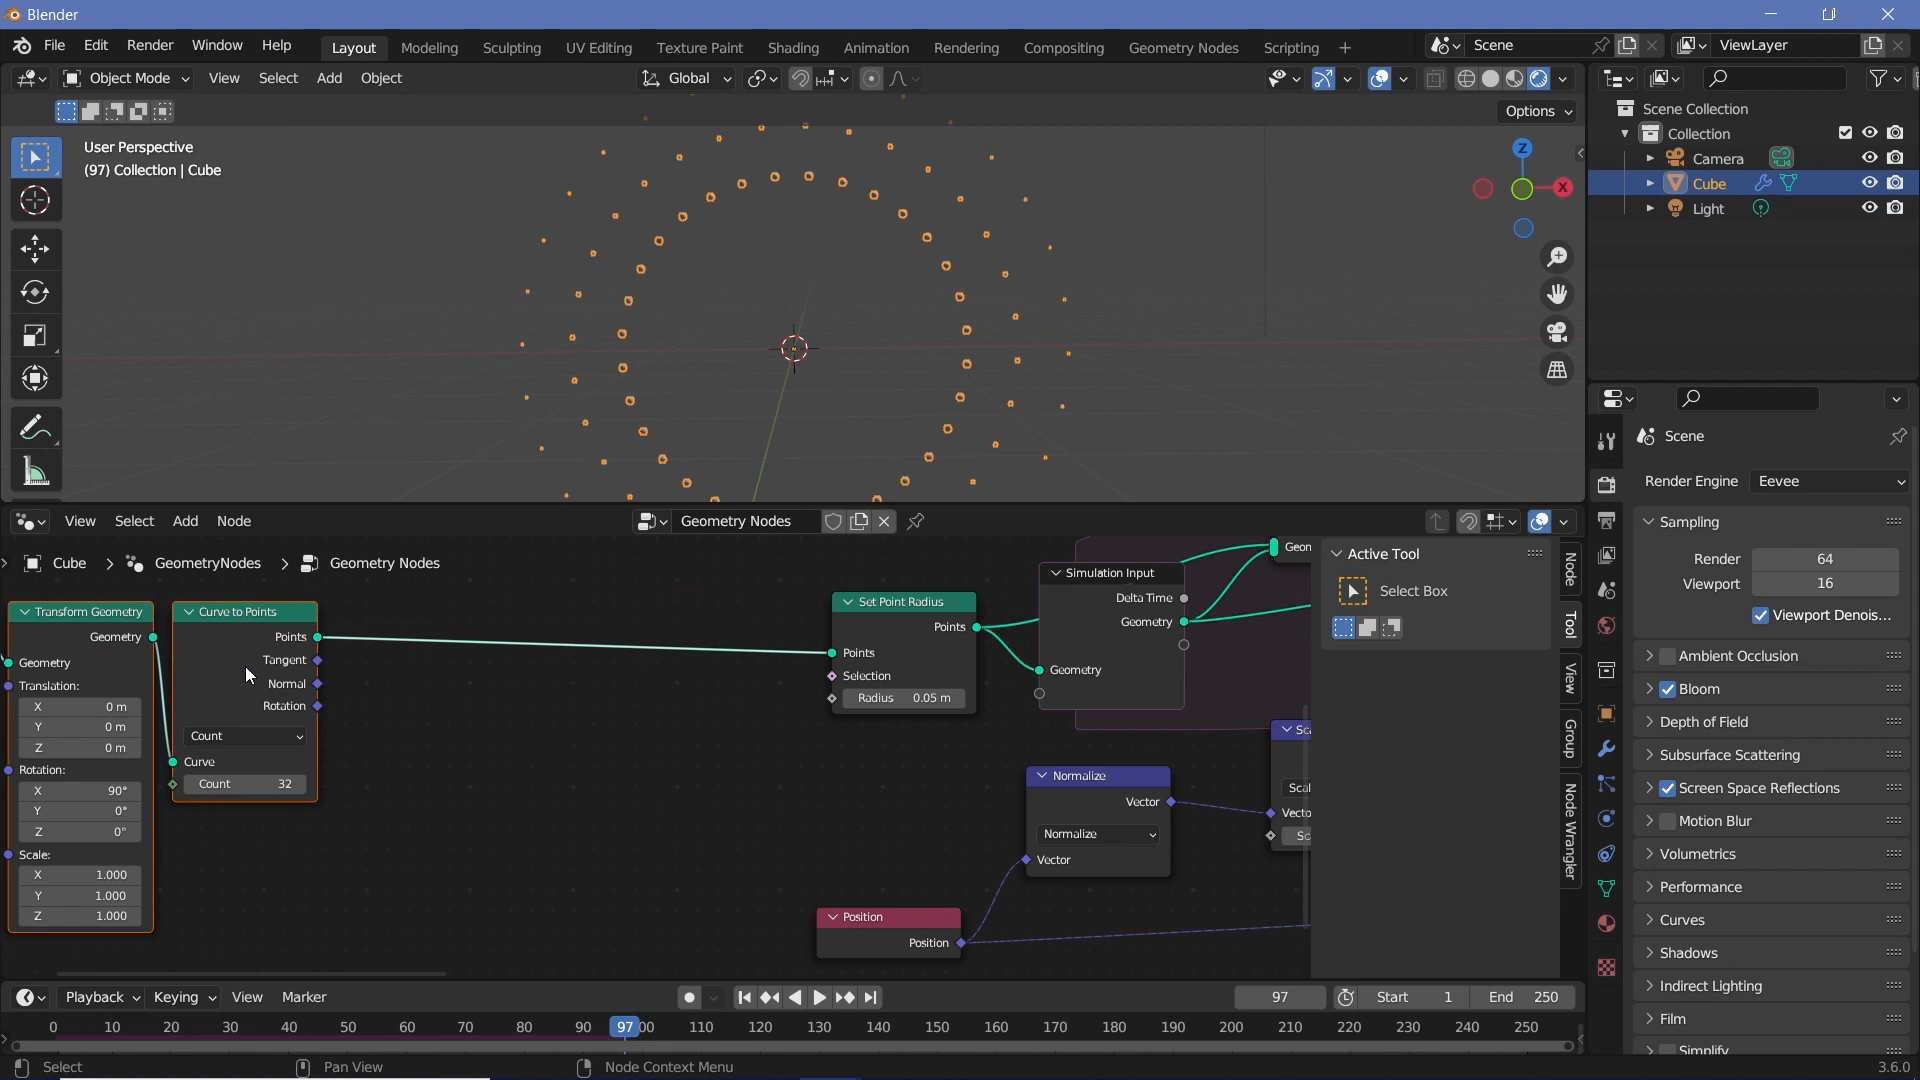 Blender
File Edit Render Window Help
Layout Modeling Sculpting UV Editing Texture Paint Shading Animation Rendering Compositing Geometry Nodes Scripting
Scene
ViewLayer
Object Mode View Select Add Object
Global
Options
User Perspective
(97) Collection | Cube
Z
X
Scene Collection
Collection
Camera
Cube
Light
View Select Add Node
Geometry Nodes
Cube > GeometryNodes > Geometry Nodes
Transform Geometry
Geometry
Geometry
Translation:
X 0 m
Y 0 m
Z 0 m
Rotation:
X 90°
Y 0°
Z 0°
Scale:
X 1.000
Y 1.000
Z 1.000
Curve to Points
Points
Tangent
Normal
Rotation
Count
Curve
Count 32
Set Point Radius
Points
Points
Selection
Radius 0.05 m
Simulation Input
Delta Time
Geometry
Geometry
Geon
Normalize
Vector
Normalize
Vector
Position
Position
Sca
Scal
Vecto
Sc
Active Tool
Select Box
Node
Tool
View
Group
Node Wrangler
Scene
Render Engine Eevee
Sampling
Render 64
Viewport 16
Viewport Denois...
Ambient Occlusion
Bloom
Depth of Field
Subsurface Scattering
Screen Space Reflections
Motion Blur
Volumetrics
Performance
Curves
Shadows
Indirect Lighting
Film
Simplify
Playback Keying View Marker
97
Start 1 End 250
0 10 20 30 40 50 60 70 80 90 97 00 110 120 130 140 150 160 170 180 190 200 210 220 230 240 250
Select
Pan View
Node Context Menu
3.6.0